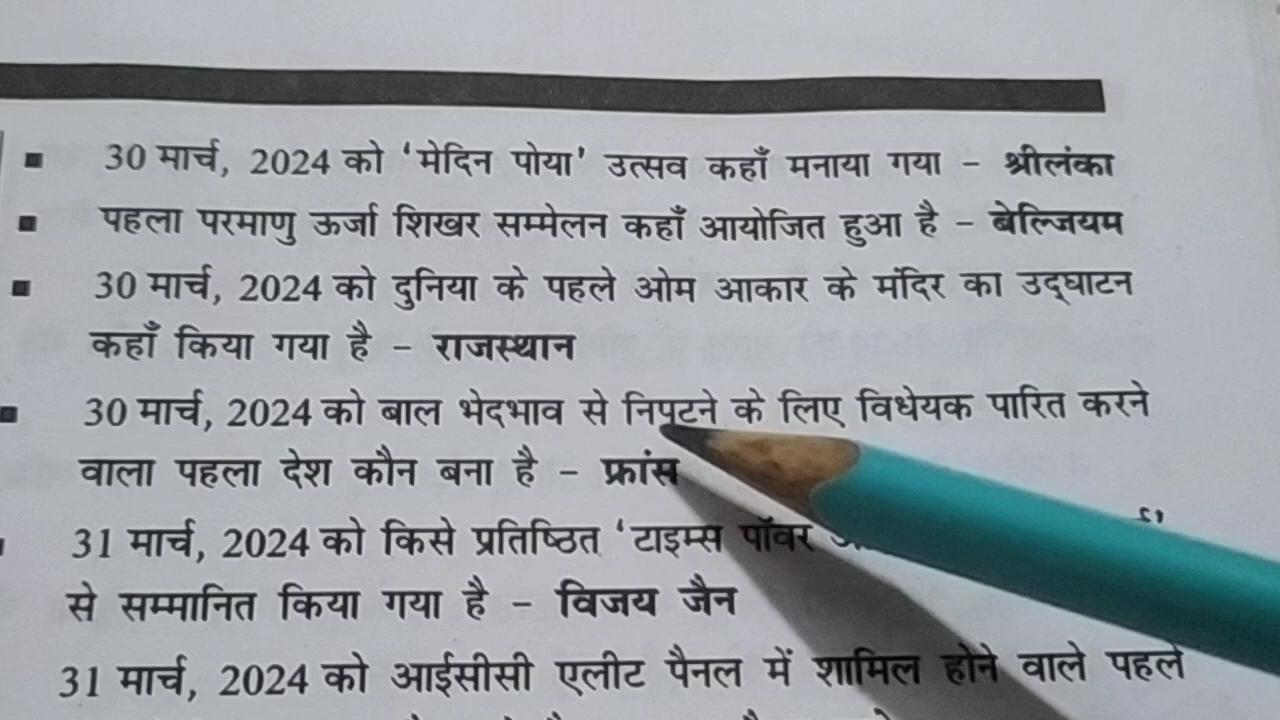 ■ 30 मार्च, 2024 को 'मेदिन पोया' उत्सव कहाँ मनाया गया – श्रीलंका
■ पहला परमाणु ऊर्जा शिखर सम्मेलन कहाँ आयोजित हुआ है – बेल्जियम
■ 30 मार्च, 2024 को दुनिया के पहले ओम आकार के मंदिर का उद्घाटन
कहाँ किया गया है – राजस्थान
■ 30 मार्च, 2024 को बाल भेदभाव से निपटने के लिए विधेयक पारित करने
वाला पहला देश कौन बना है – फ्रांस
31 मार्च, 2024 को किसे प्रतिष्ठित 'टाइम्स पॉवर
से सम्मानित किया गया है – विजय जैन
31 मार्च, 2024 को आईसीसी एलीट पैनल में शामिल होने वाले पहले